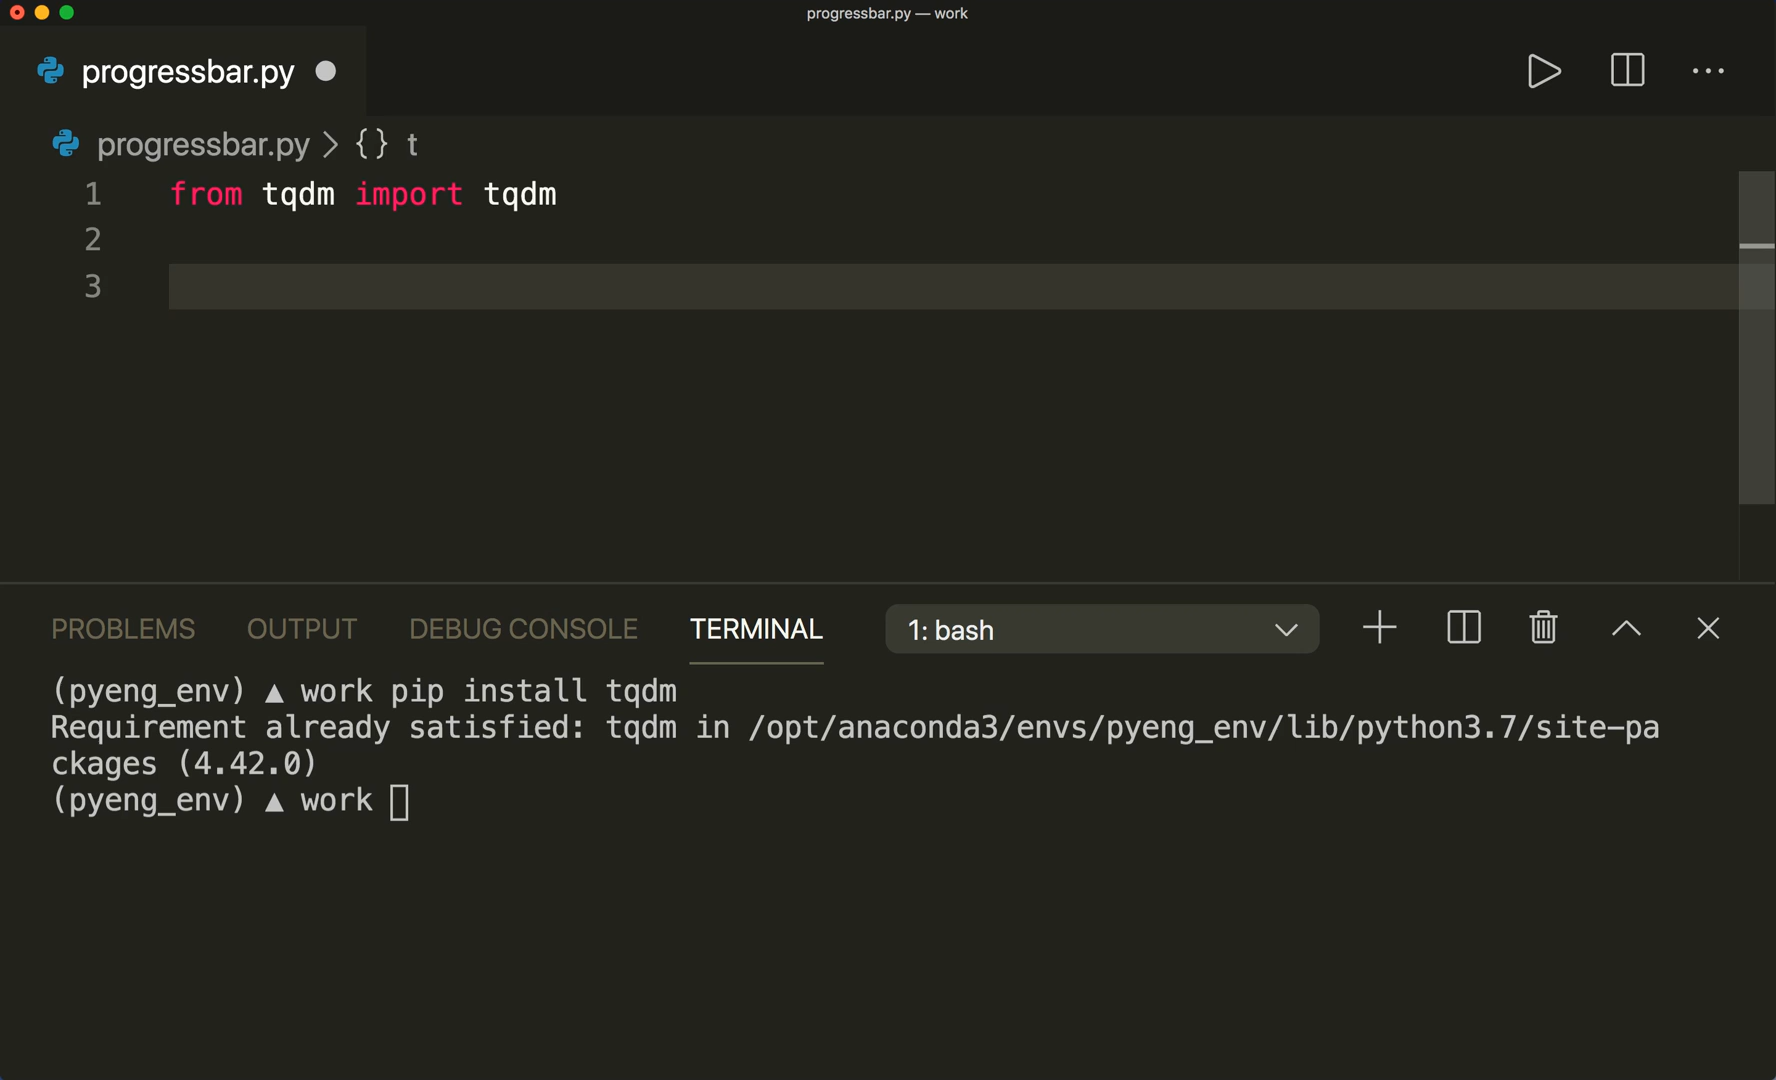 progressbar.py — work
progressbar.py
progressbar.py > {} t
1 from tqdm import tqdm
2
3
PROBLEMS OUTPUT DEBUG CONSOLE TERMINAL 1: bash
(pyeng_env) ▲ work pip install tqdm
Requirement already satisfied: tqdm in /opt/anaconda3/envs/pyeng_env/lib/python3.7/site-pa
ckages (4.42.0)
(pyeng_env) ▲ work